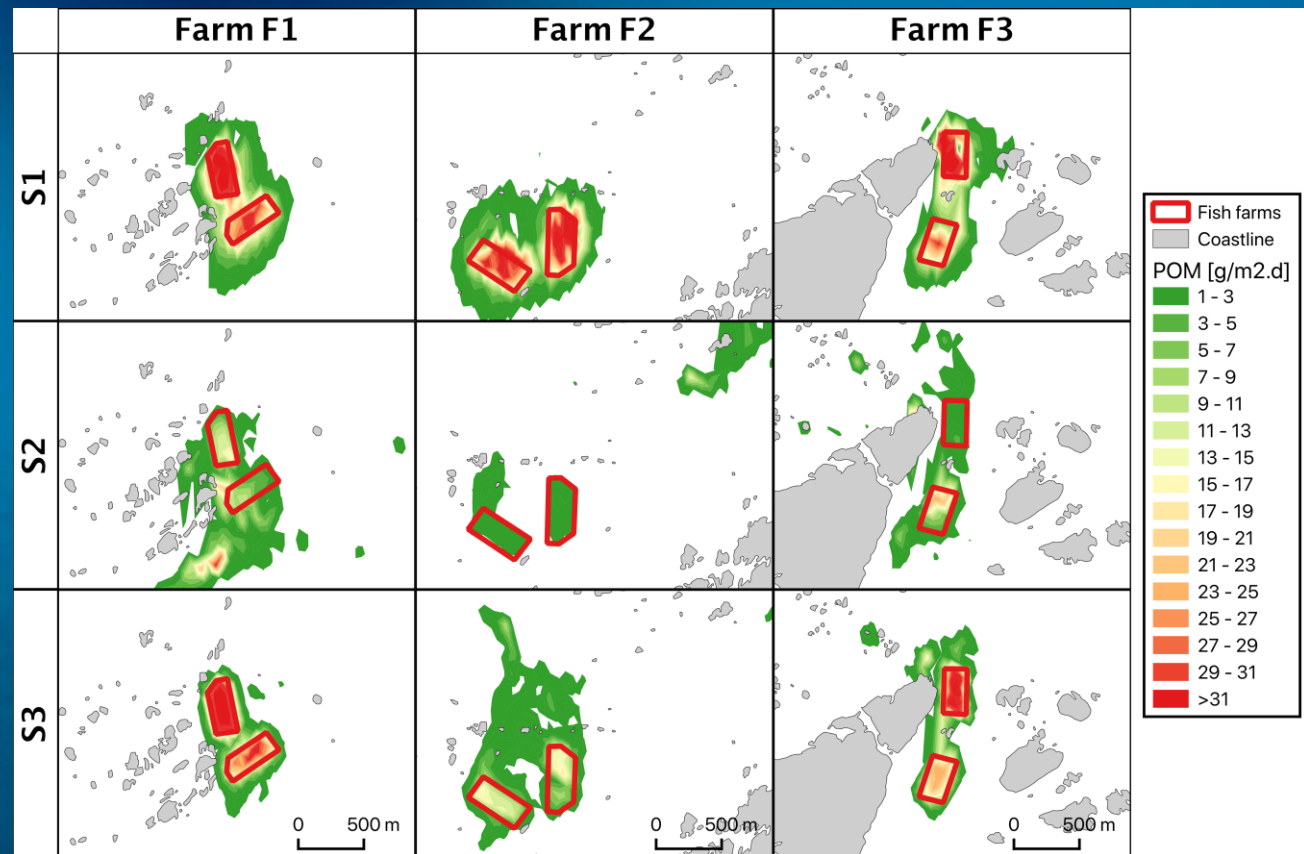 Farm F1
Farm F2
Farm F3
S1
S2
S3
0 500 m
0 500 m
0 500 m
Fish farms
Coastline
POM [g/m2.d]
1 - 3
3 - 5
5 - 7
7 - 9
9 - 11
11 - 13
13 - 15
15 - 17
17 - 19
19 - 21
21 - 23
23 - 25
25 - 27
27 - 29
29 - 31
>31